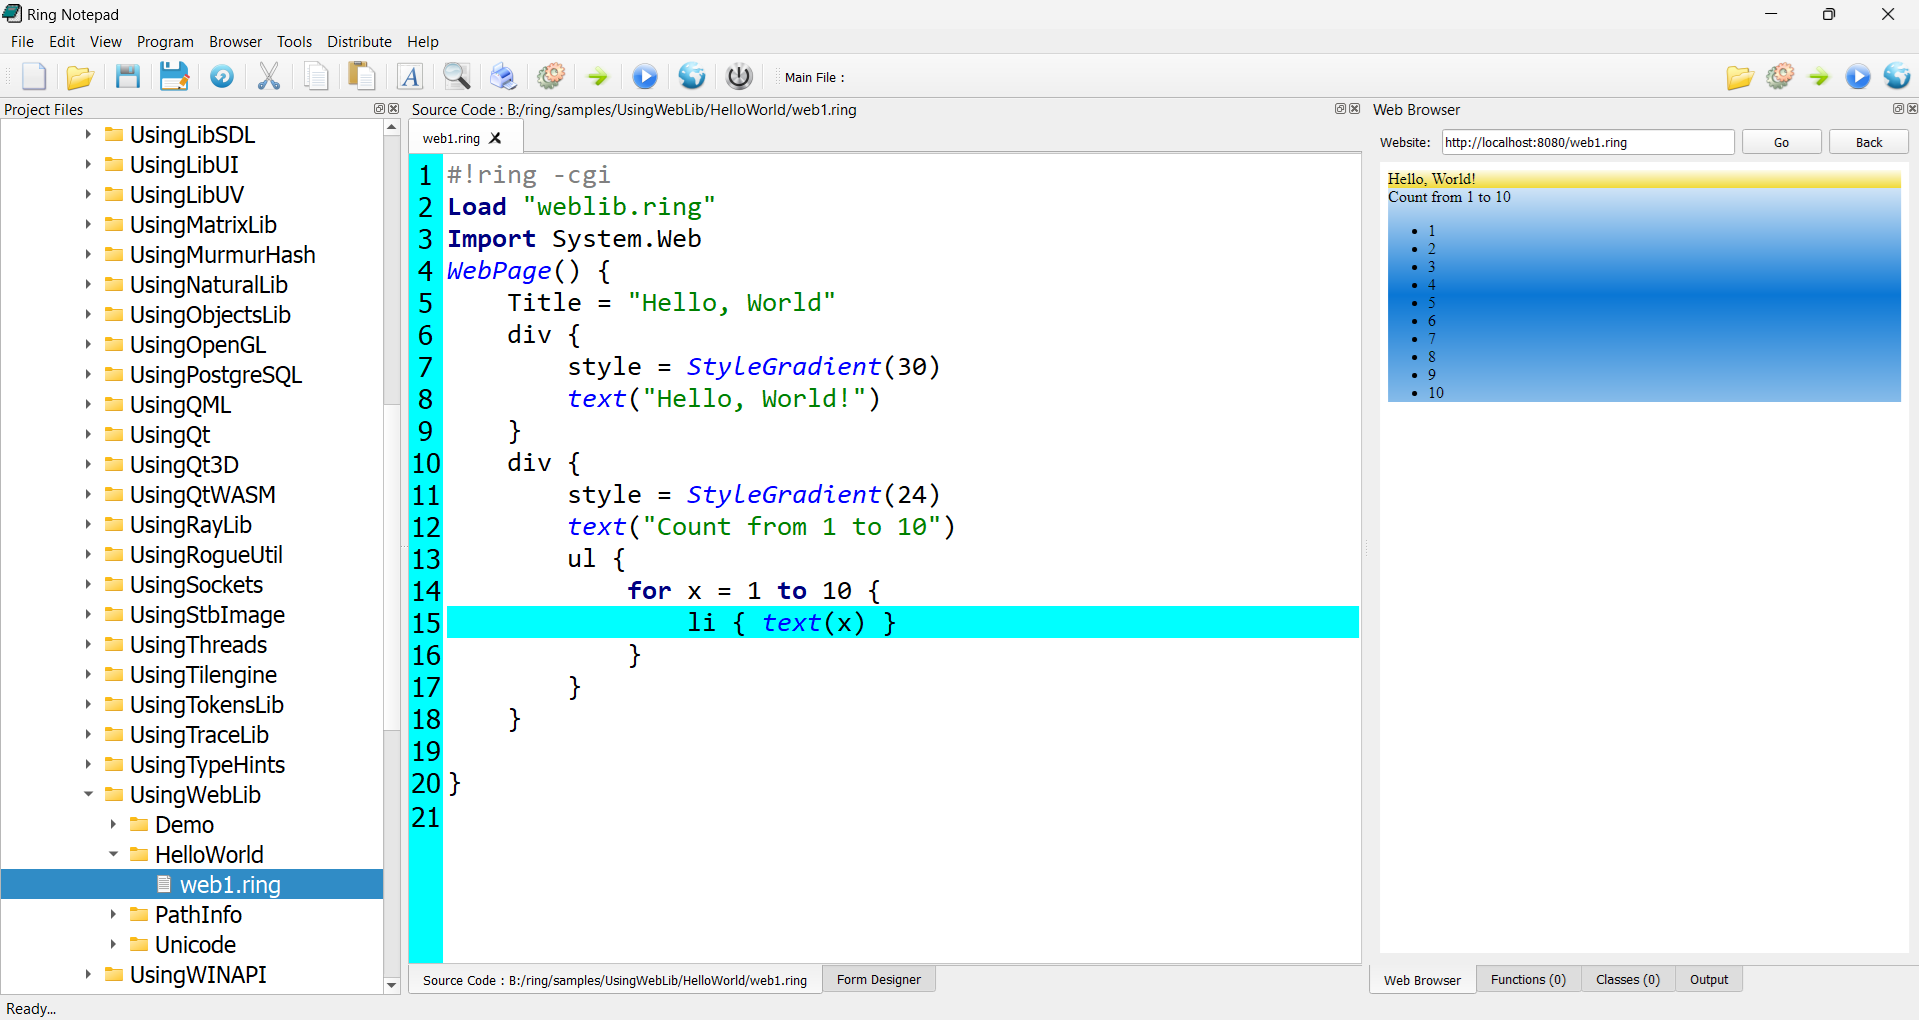 Ring Notepad
File Edit View Program Browser Tools Distribute Help
Main File :
Project Files
UsingLibSDL
UsingLibUI
UsingLibUV
UsingMatrixLib
UsingMurmurHash
UsingNaturalLib
UsingObjectsLib
UsingOpenGL
UsingPostgreSQL
UsingQML
UsingQt
UsingQt3D
UsingQtWASM
UsingRayLib
UsingRogueUtil
UsingSockets
UsingStbImage
UsingThreads
UsingTilengine
UsingTokensLib
UsingTraceLib
UsingTypeHints
UsingWebLib
Demo
HelloWorld
web1.ring
PathInfo
Unicode
UsingWINAPI
Source Code : B:/ring/samples/UsingWebLib/HelloWorld/web1.ring
web1.ring
1 #!ring -cgi
2 Load "weblib.ring"
3 Import System.Web
4 WebPage() {
5 Title = "Hello, World"
6 div {
7 style = StyleGradient(30)
8 text("Hello, World!")
9 }
10 div {
11 style = StyleGradient(24)
12 text("Count from 1 to 10")
13 ul {
14 for x = 1 to 10 {
15 li { text(x) }
16 }
17 }
18 }
19
20 }
21
Source Code : B:/ring/samples/UsingWebLib/HelloWorld/web1.ring Form Designer
Web Browser
Website: http://localhost:8080/web1.ring Go Back
Hello, World!
Count from 1 to 10
• 1
• 2
• 3
• 4
• 5
• 6
• 7
• 8
• 9
• 10
Web Browser Functions (0) Classes (0) Output
Ready...